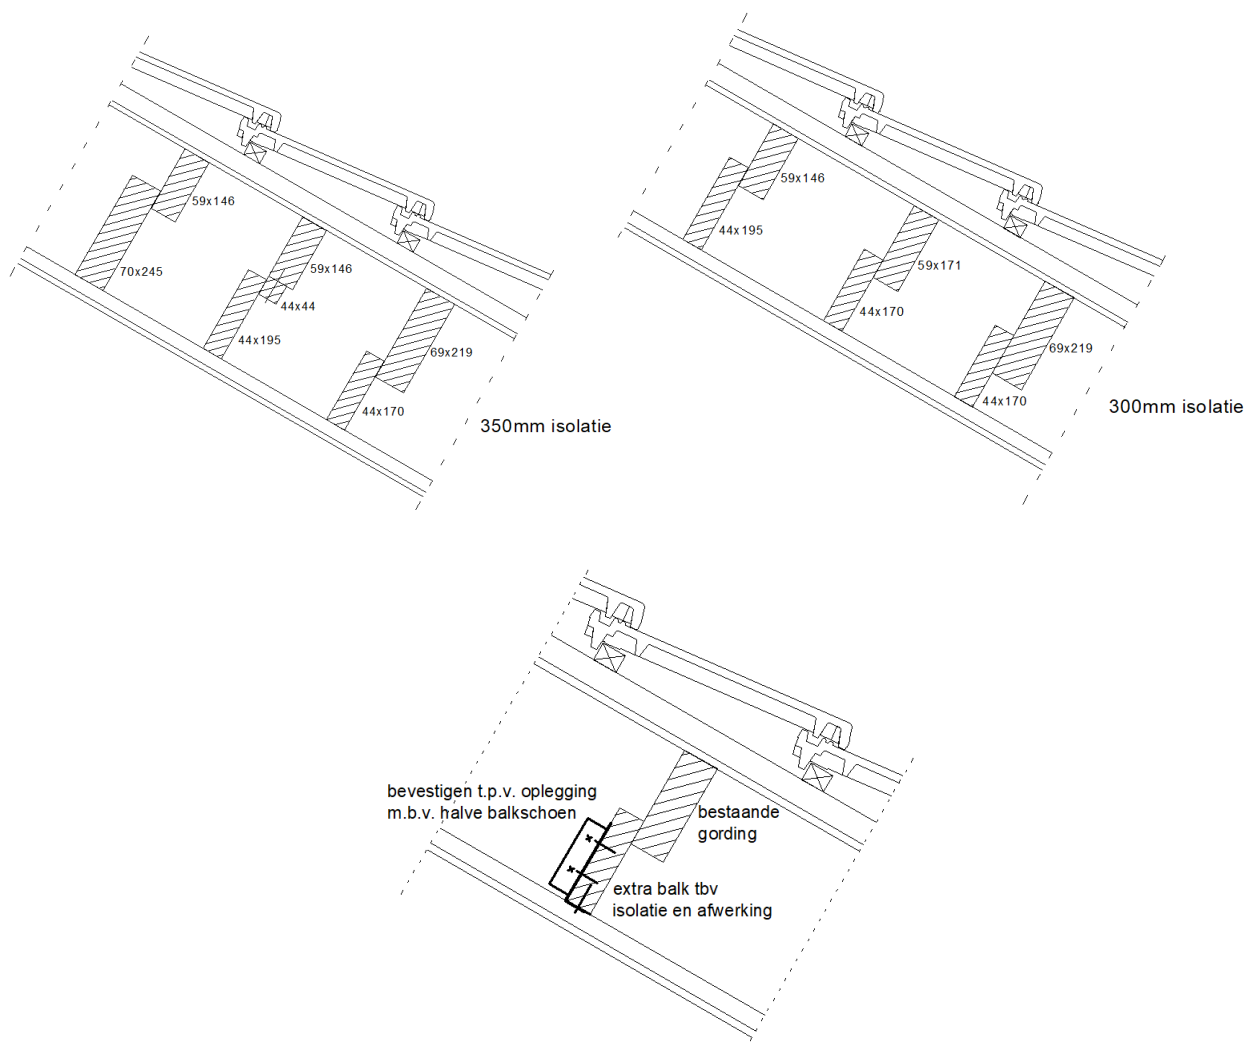 59x146
70x245
59x146
44x44
44x195
69x219
44x170
350mm isolatie
59x146
44x195
59x171
44x170
69x219
44x170
300mm isolatie
bevestigen t.p.v. oplegging
m.b.v. halve balkschoen
bestaande
gording
extra balk tbv
isolatie en afwerking